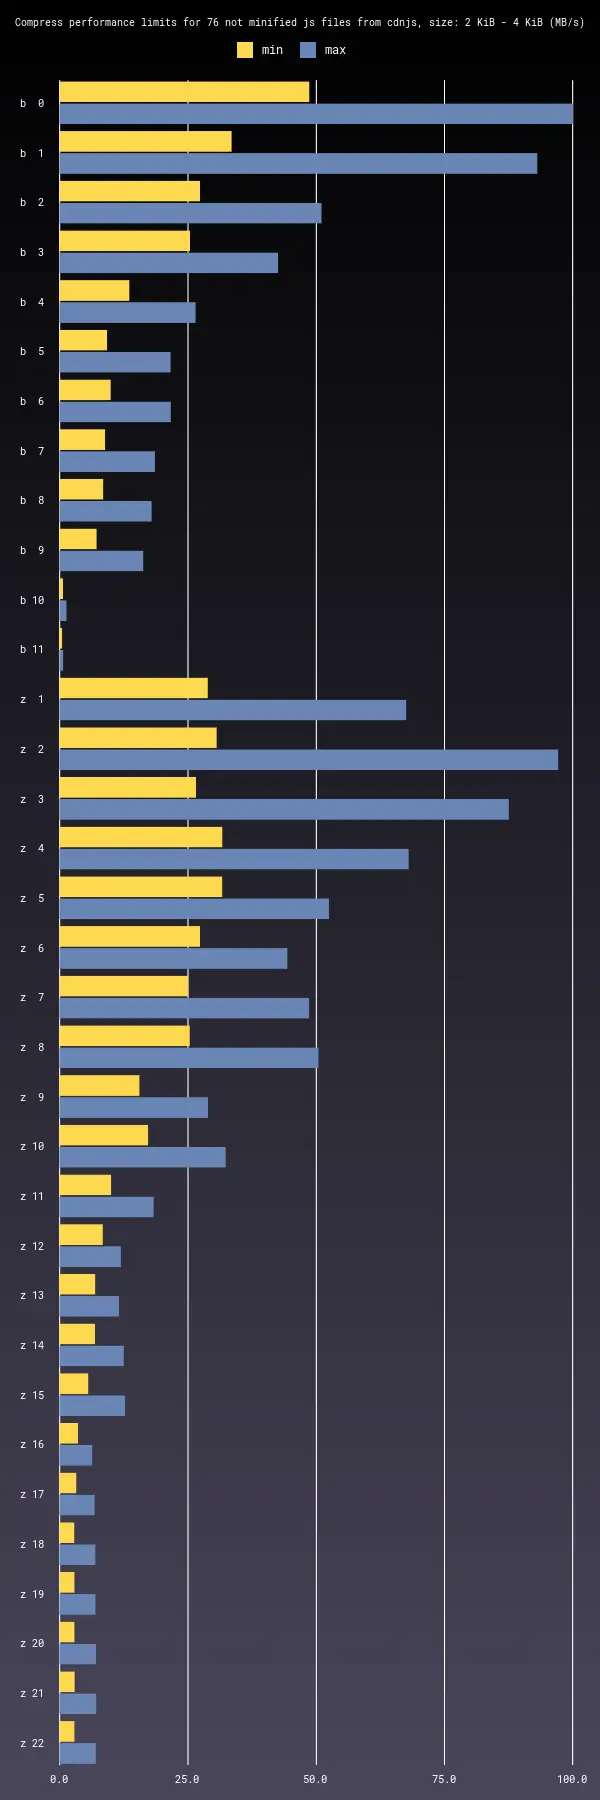 Compress performance limits for 76 not minified js files from cdnjs, size: 2 KiB - 4 KiB (MB/s)
min max
b 0
b 1
b 2
b 3
b 4
b 5
b 6
b 7
b 8
b 9
b 10
b 11
z 1
z 2
z 3
z 4
z 5
z 6
z 7
z 8
z 9
z 10
z 11
z 12
z 13
z 14
z 15
z 16
z 17
z 18
z 19
z 20
z 21
z 22
0.0 25.0 50.0 75.0 100.0